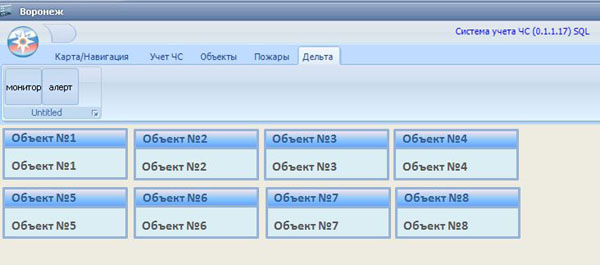 Воронеж
Система учета ЧС (0.1.1.17) SQL
Карта/Навигация Учет ЧС Объекты Пожары Дельта
монитор алерт
Untitled
Объект №1 Объект №2 Объект №3 Объект №4
Объект №1 Объект №2 Объект №3 Объект №4
Объект №5 Объект №6 Объект №7 Объект №8
Объект №5 Объект №6 Объект №7 Объект №8